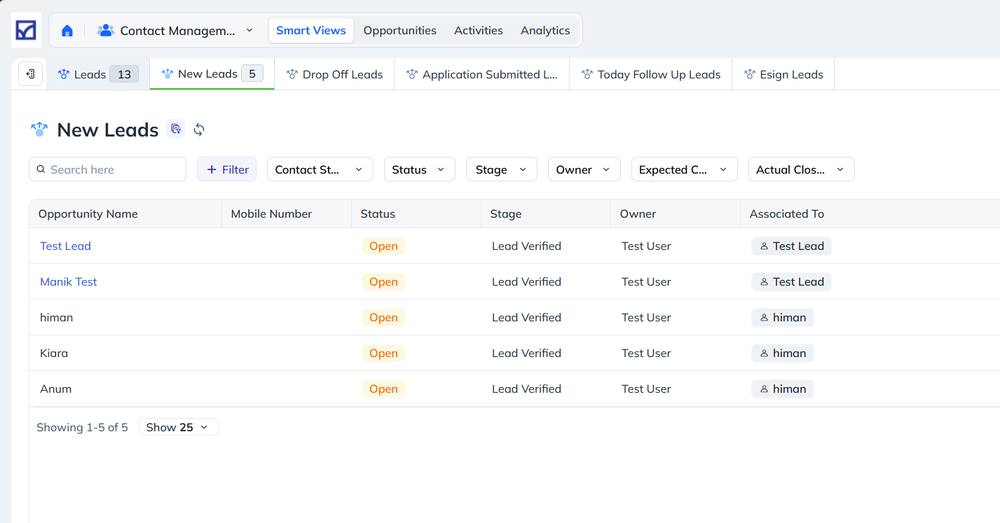 Contact Managem... Smart Views Opportunities Activities Analytics
Leads 13 New Leads 5 Drop Off Leads Application Submitted L... Today Follow Up Leads Esign Leads
New Leads
Search here + Filter Contact St... Status Stage Owner Expected C... Actual Clos...
Opportunity Name Mobile Number Status Stage Owner Associated To
Test Lead Open Lead Verified Test User Test Lead
Manik Test Open Lead Verified Test User Test Lead
himan Open Lead Verified Test User himan
Kiara Open Lead Verified Test User himan
Anum Open Lead Verified Test User himan
Showing 1-5 of 5 Show 25